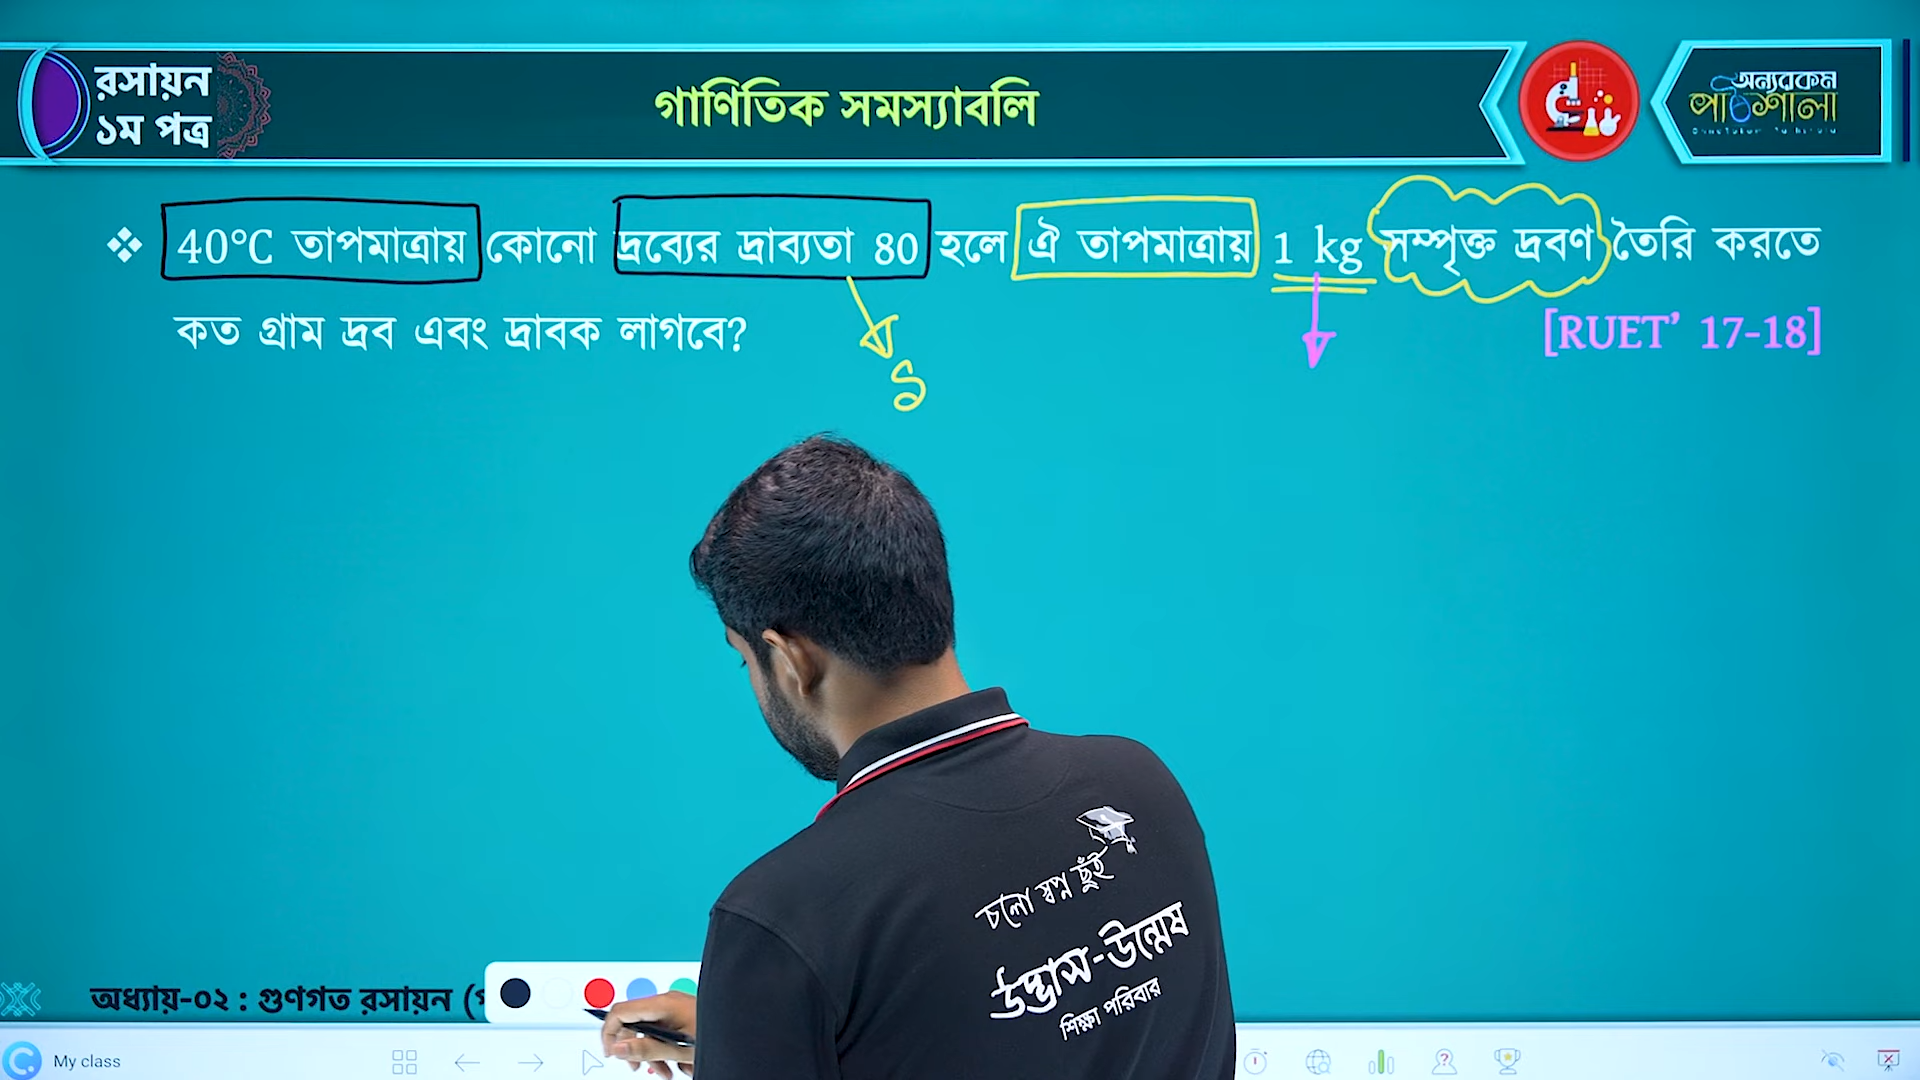 রসায়ন
১ম পত্র
গাণিতিক সমস্যাবলি
অন্যরকম
পাঠশালা
❖ 40°C তাপমাত্রায় কোনো দ্রব্যের দ্রাব্যতা 80 হলে ঐ তাপমাত্রায় 1 kg সম্পৃক্ত দ্রবণ তৈরি করতে
কত গ্রাম দ্রব এবং দ্রাবক লাগবে?
[RUET' 17-18]
S
চলো স্বপ্ন ছুঁই
উদ্ভাস-উন্মেষ
শিক্ষা পরিবার
অধ্যায়-০২ : গুণগত রসায়ন
My class